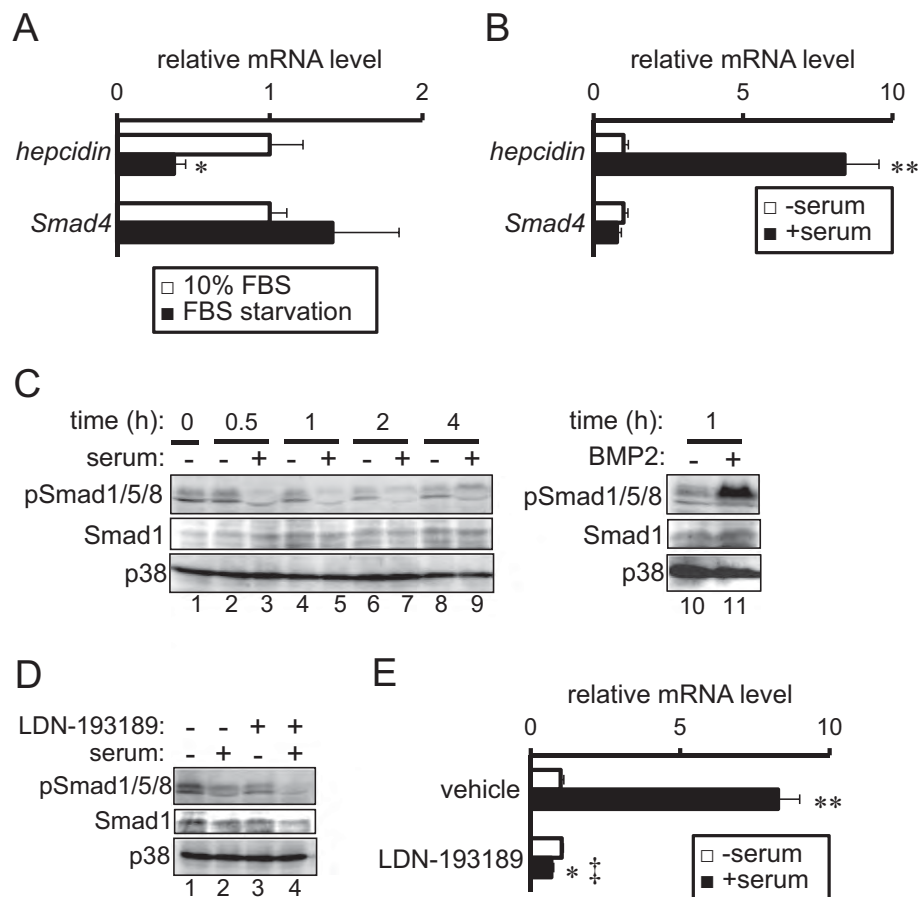 A
relative mRNA level
0 1 2
hepcidin
*
Smad4
□ 10% FBS
■ FBS starvation
B
relative mRNA level
0 5 10
hepcidin
**
Smad4
□ -serum
■ +serum
C
time (h): 0 0.5 1 2 4
serum: - - + - + - + - +
pSmad1/5/8
Smad1
p38
1 2 3 4 5 6 7 8 9
time (h): 1
BMP2: - +
pSmad1/5/8
Smad1
p38
10 11
D
LDN-193189: - - + +
serum: - + - +
pSmad1/5/8
Smad1
p38
1 2 3 4
E
relative mRNA level
0 5 10
vehicle
**
LDN-193189
* ‡
□ -serum
■ +serum